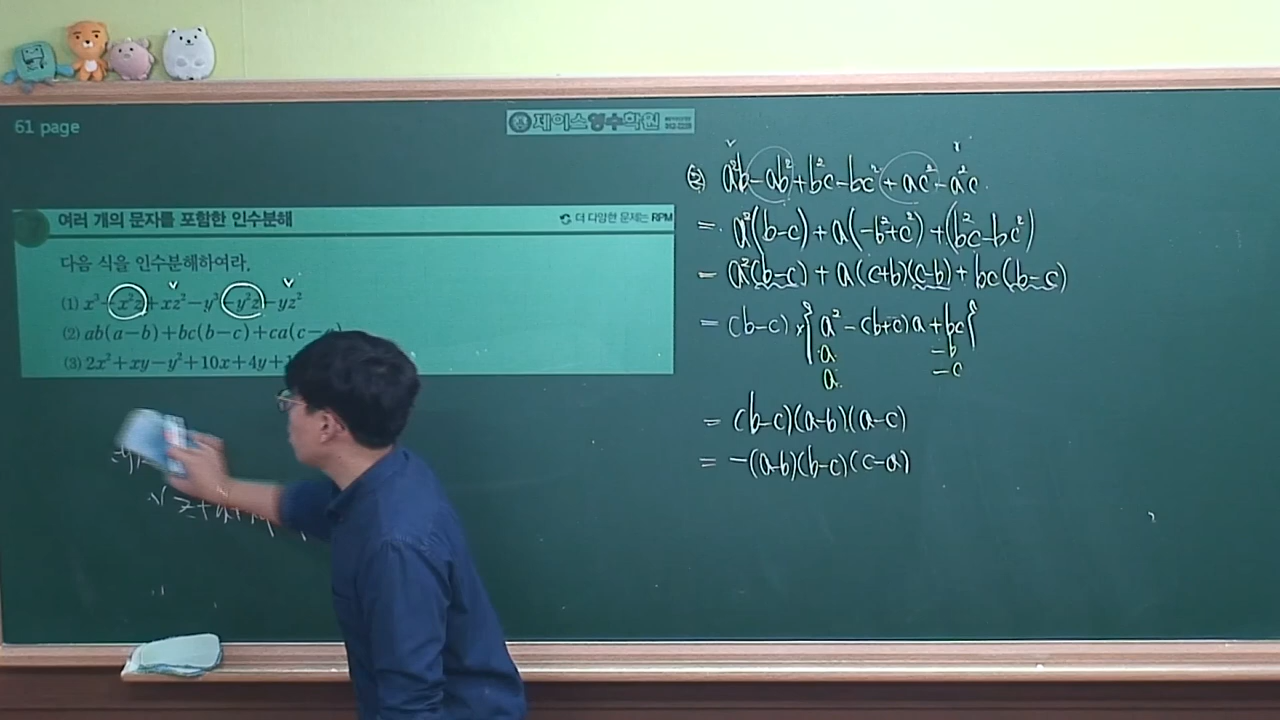 61 page
제이스영수학원
여러 개의 문자를 포함한 인수분해
더 다양한 문제는 RPM
다음 식을 인수분해하여라.
(1) x³−x²z+xz²−y³−y²z−yz²
(2) ab(a−b)+bc(b−c)+ca(c−
(3) 2x²+xy−y²+10x+4y+1
z+
(2) a²b−ab²+b²c−bc²+ac²−a²c
= a²(b−c)+a(−b²+c²)+(b²c−bc²)
= a²(b−c)+a(c+b)(c−b)+bc(b−c)
= (b−c)×{a²−(b+c)a+bc}
a −b
a −c
= (b−c)(a−b)(a−c)
= −(a−b)(b−c)(c−a)